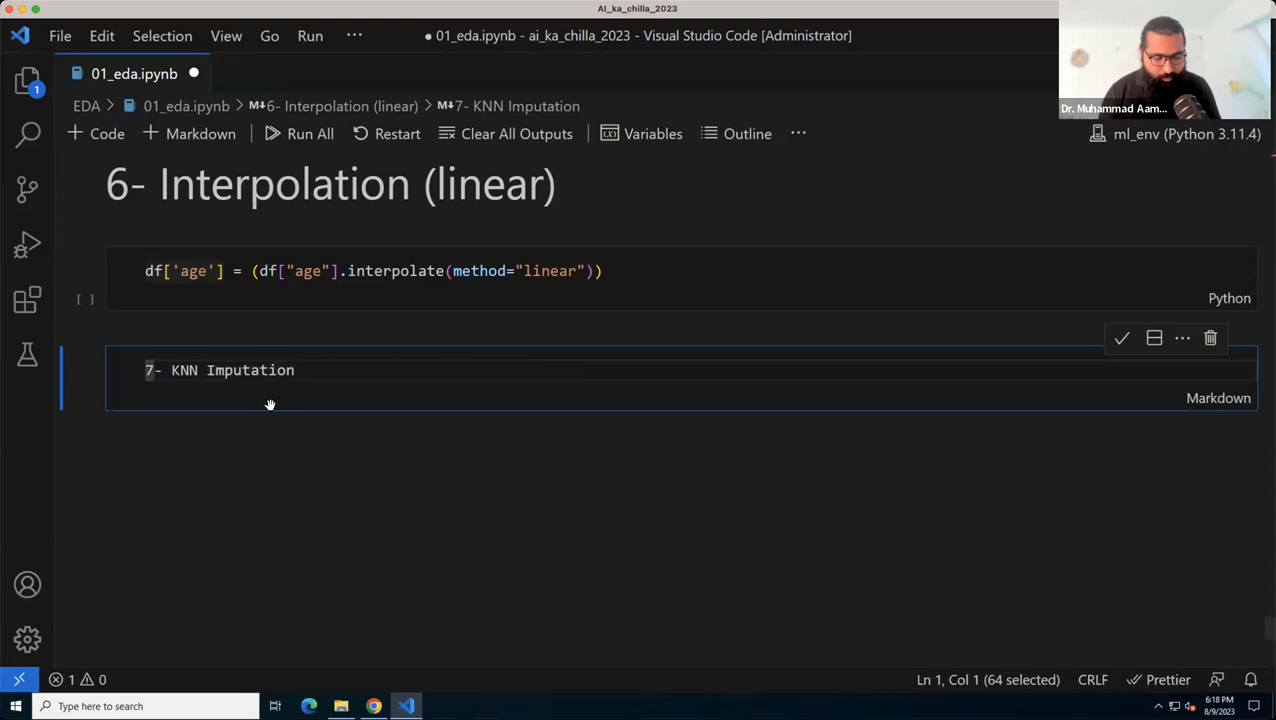 AI_ka_chilla_2023
File Edit Selection View Go Run ···
● 01_eda.ipynb - ai_ka_chilla_2023 - Visual Studio Code [Administrator]
01_eda.ipynb
EDA > 01_eda.ipynb > M↓6- Interpolation (linear) > M↓7- KNN Imputation
+ Code + Markdown Run All Restart Clear All Outputs (x) Variables Outline ··· ml_env (Python 3.11.4)
Dr. Muhammad Aam...
1
6- Interpolation (linear)
df['age'] = (df["age"].interpolate(method="linear"))
[ ]
Python
7- KNN Imputation
Markdown
1 0
Ln 1, Col 1 (64 selected) CRLF Prettier
Type here to search
6:18 PM
8/9/2023